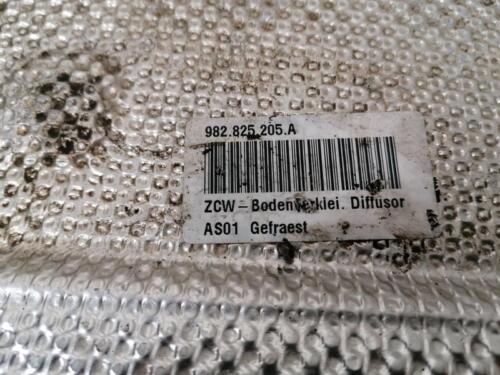 982.825.205.A
ZCW-Bodenverklei. Diffusor
AS01 Gefraest